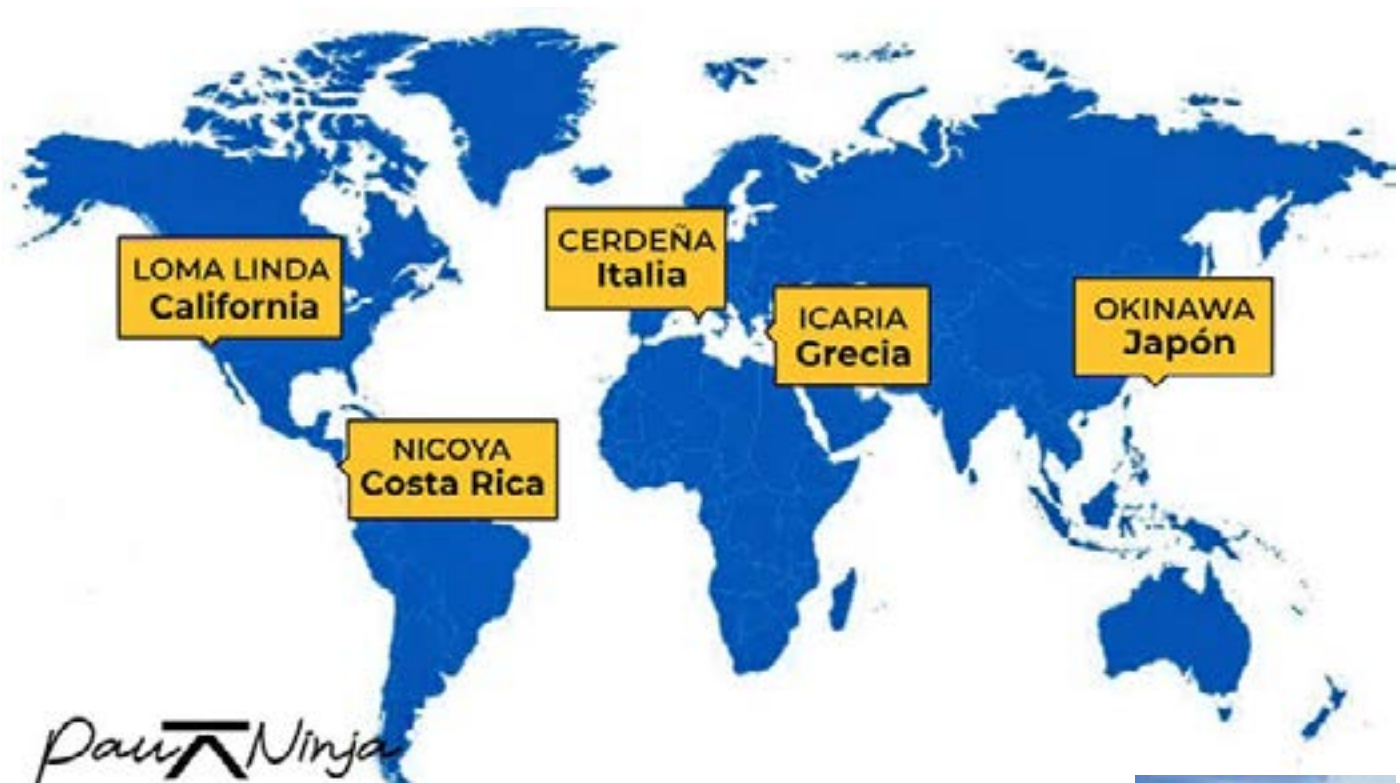 CERDEÑA
Italia
LOMA LINDA
California
ICARIA
Grecia
OKINAWA
Japón
NICOYA
Costa Rica
Pau Ninja